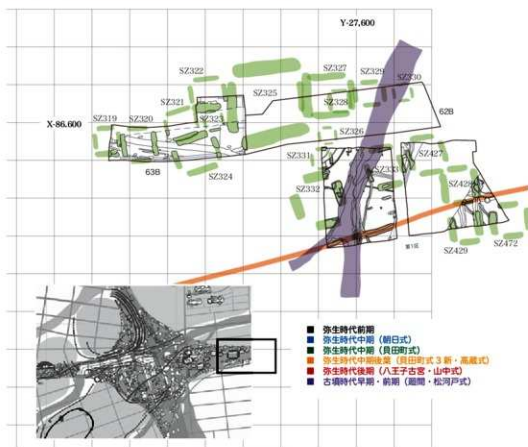 Y-27,600
SZ322
SZ327
SZ329
SZ330
SZ325
SZ321
SZ328
X-86.600
SZ319
SZ320
SZ323
62B
SZ326
63B
SZ324
SZ331
SZ333
SZ427
SZ332
SZ428
SZ429
SZ472
弥生時代前期
弥生時代中期（朝日式）
弥生時代中期（貝田町式）
弥生時代中期後葉（貝田町式3新・高蔵式）
弥生時代後期（八王子古宮・山中式）
古墳時代早期・前期（廻間・松河戸式）